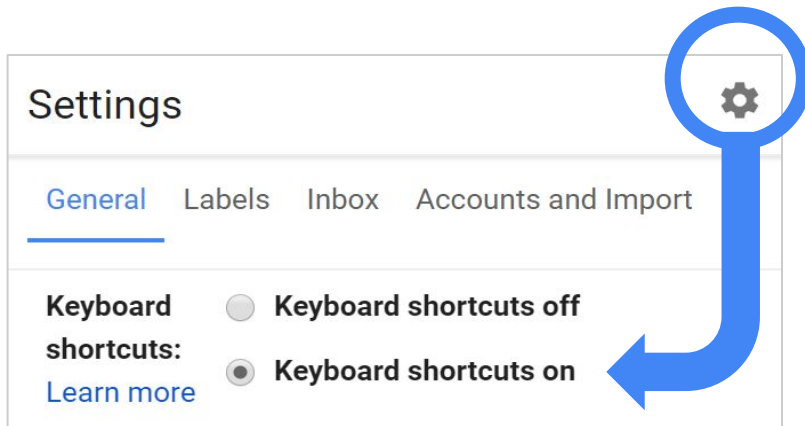 Settings
General Labels Inbox Accounts and Import
Keyboard shortcuts:
Learn more
Keyboard shortcuts off
Keyboard shortcuts on